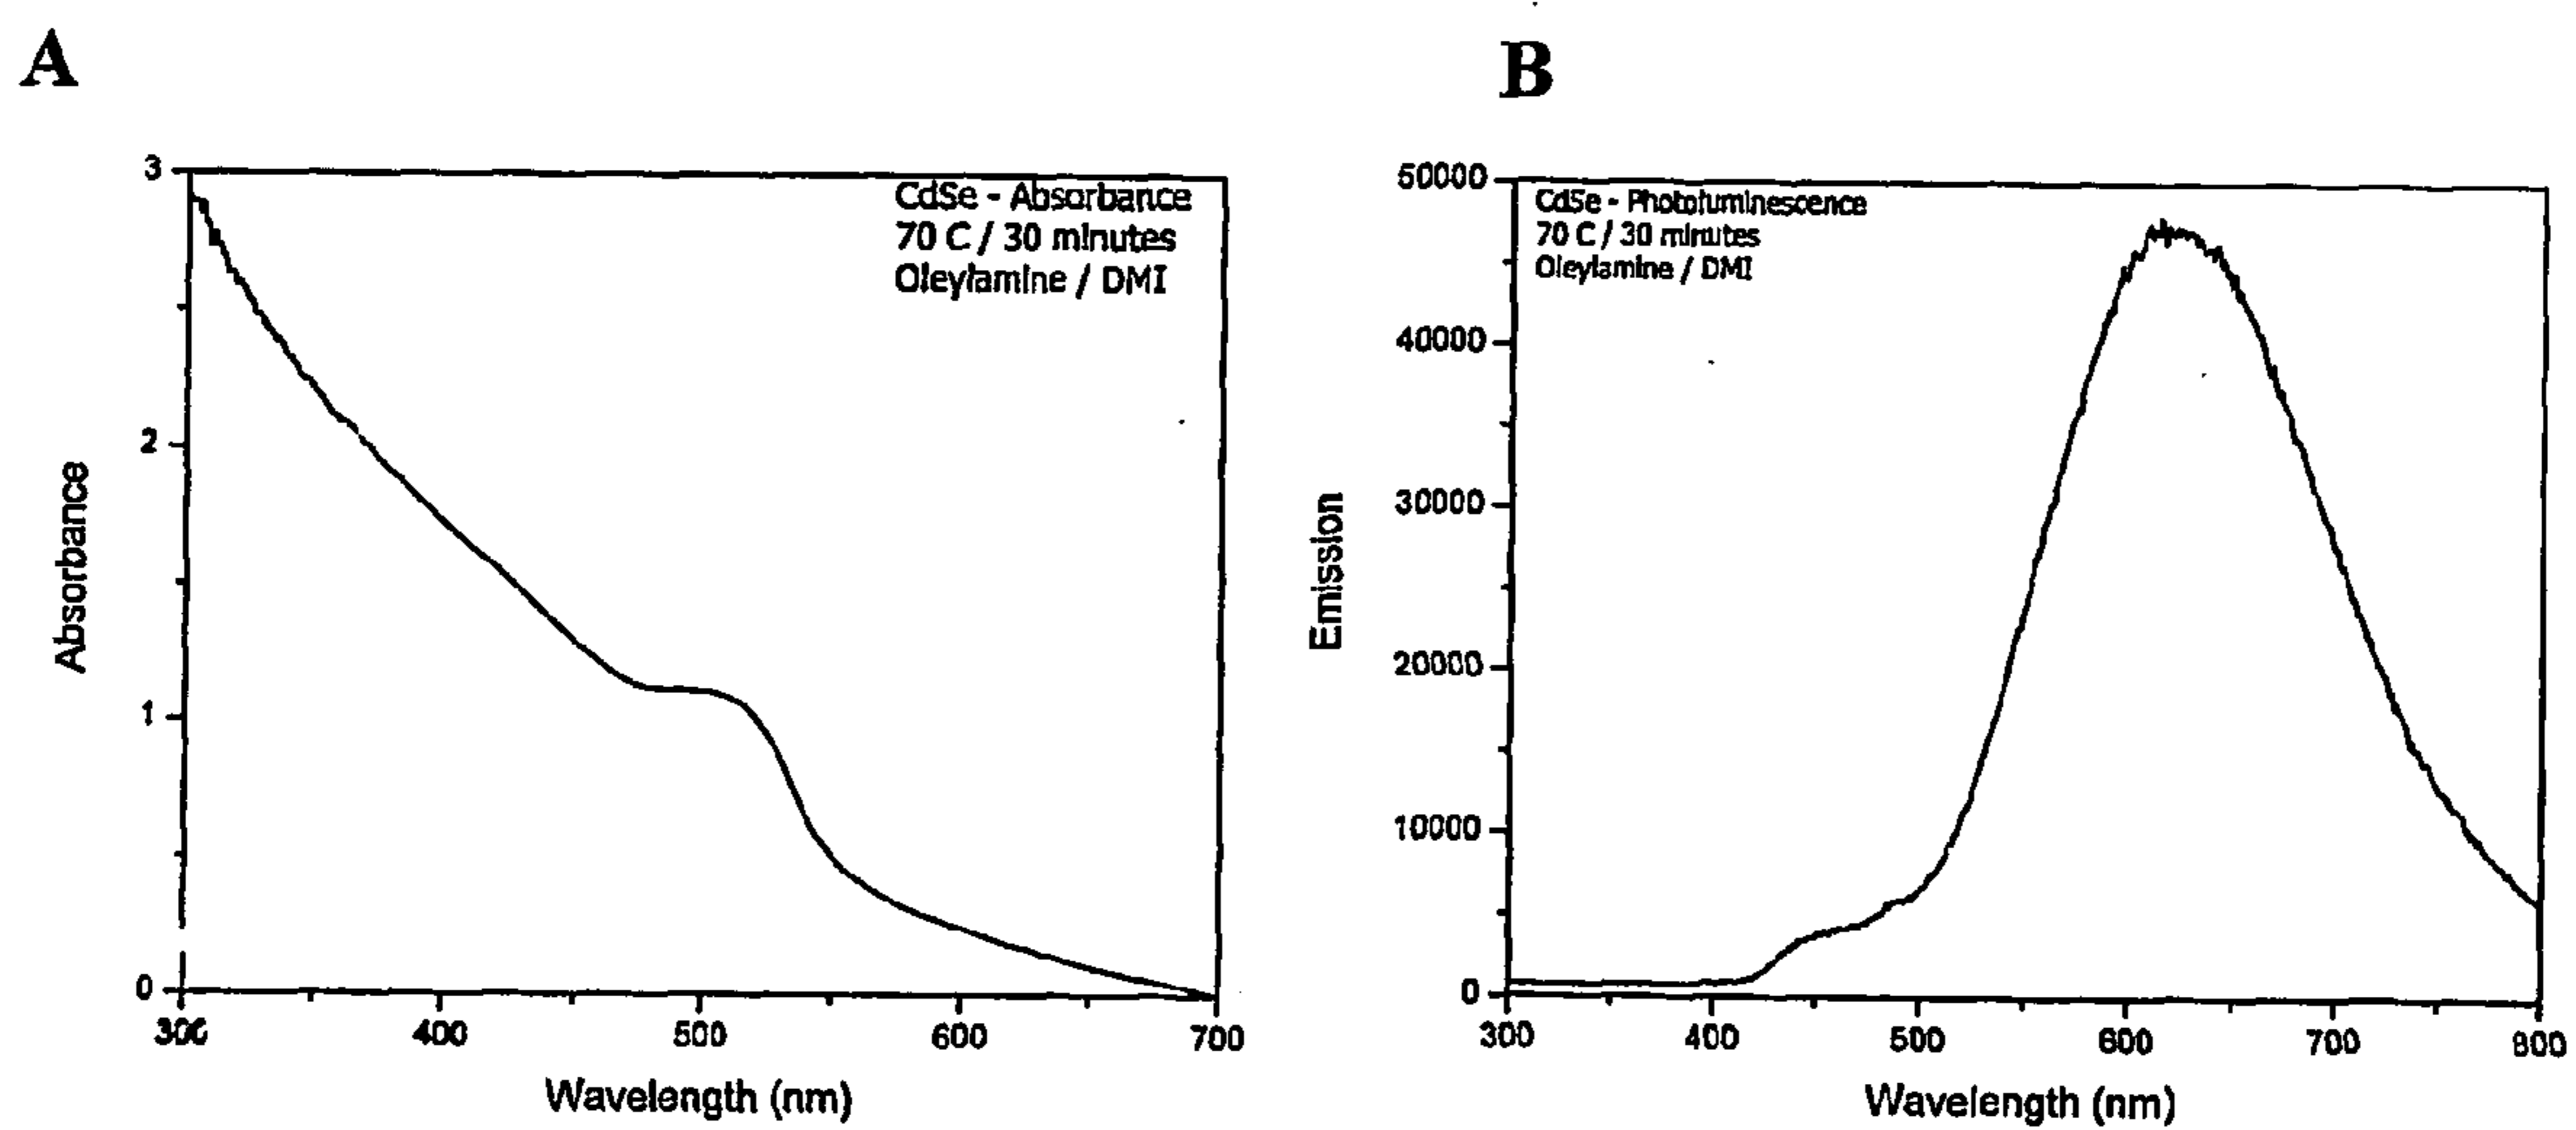 A
B
3
2
1
0
Absorbance
CdSe - Absorbance
70 C / 30 minutes
Oleylamine / DMI
300
400
500
600
700
Wavelength (nm)
50000
40000
30000
20000
10000
0
Emission
CdSe - Photoluminescence
70 C / 30 minutes
Oleylamine / DMI
300
400
500
600
700
800
Wavelength (nm)